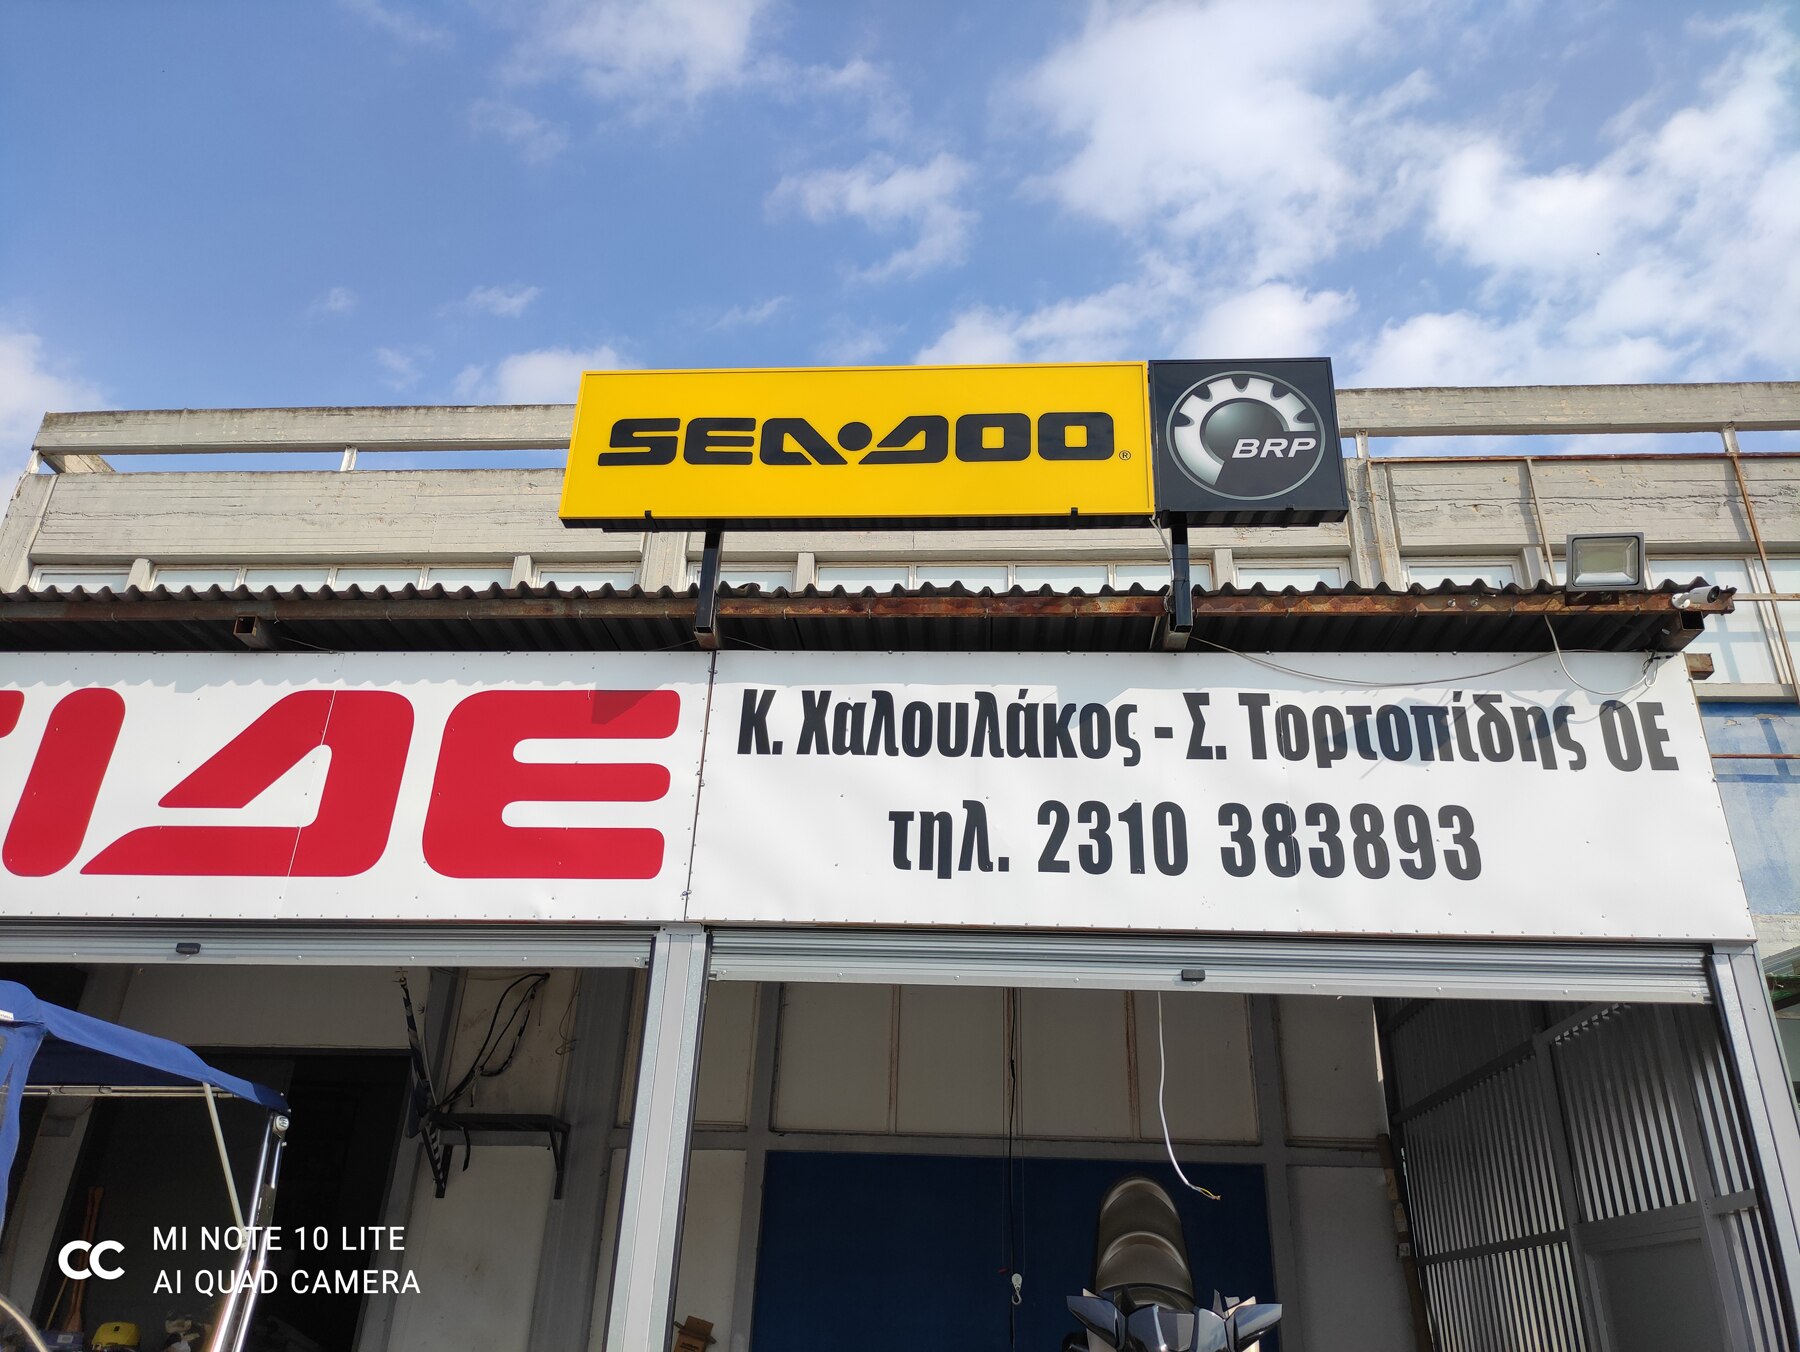 SEA-DOO®
BRP
ΙΔΕ
Κ. Χαλουλάκος - Σ. Τορτοπίδης ΟΕ
τηλ. 2310 383893
MI NOTE 10 LITE
AI QUAD CAMERA